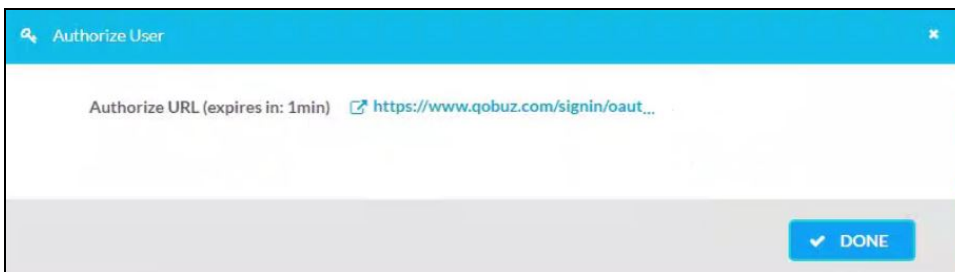 Authorize User
Authorize URL (expires in: 1min) https://www.qobuz.com/signin/oaut...
DONE